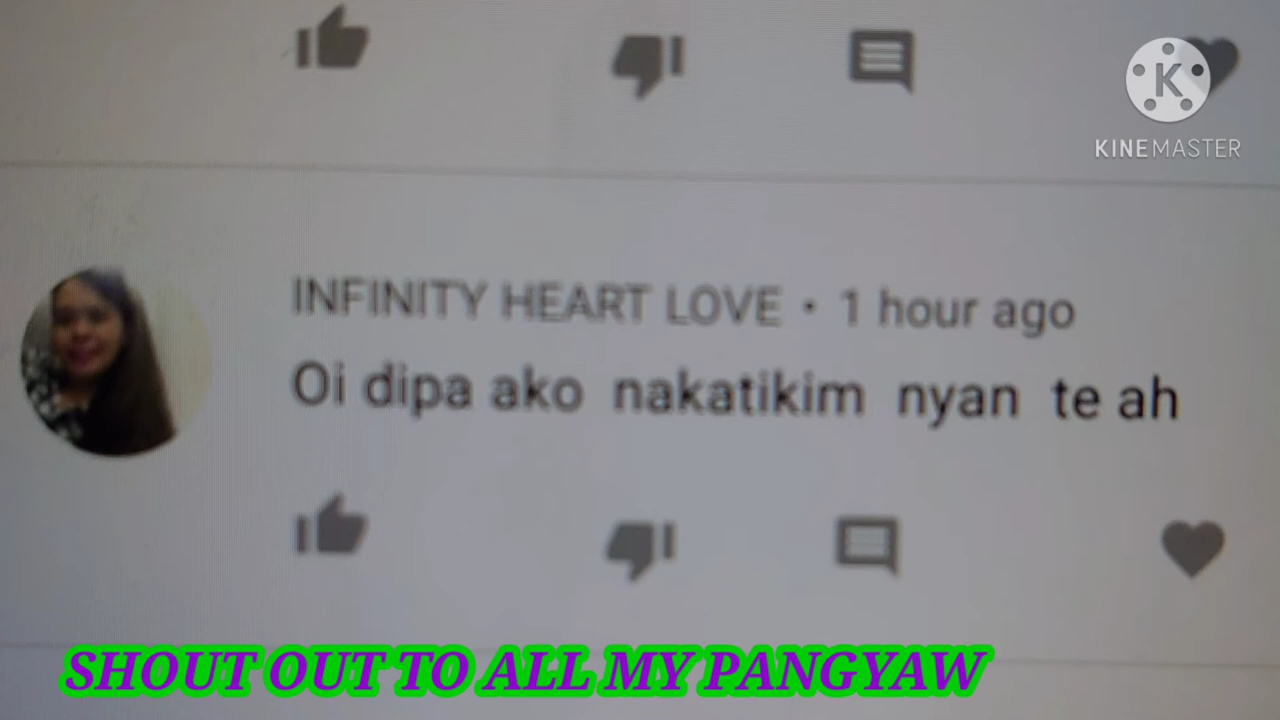 KINEMASTER
INFINITY HEART LOVE • 1 hour ago
Oi dipa ako nakatikim nyan te ah
SHOUT OUT TO ALL MY PANGYAW